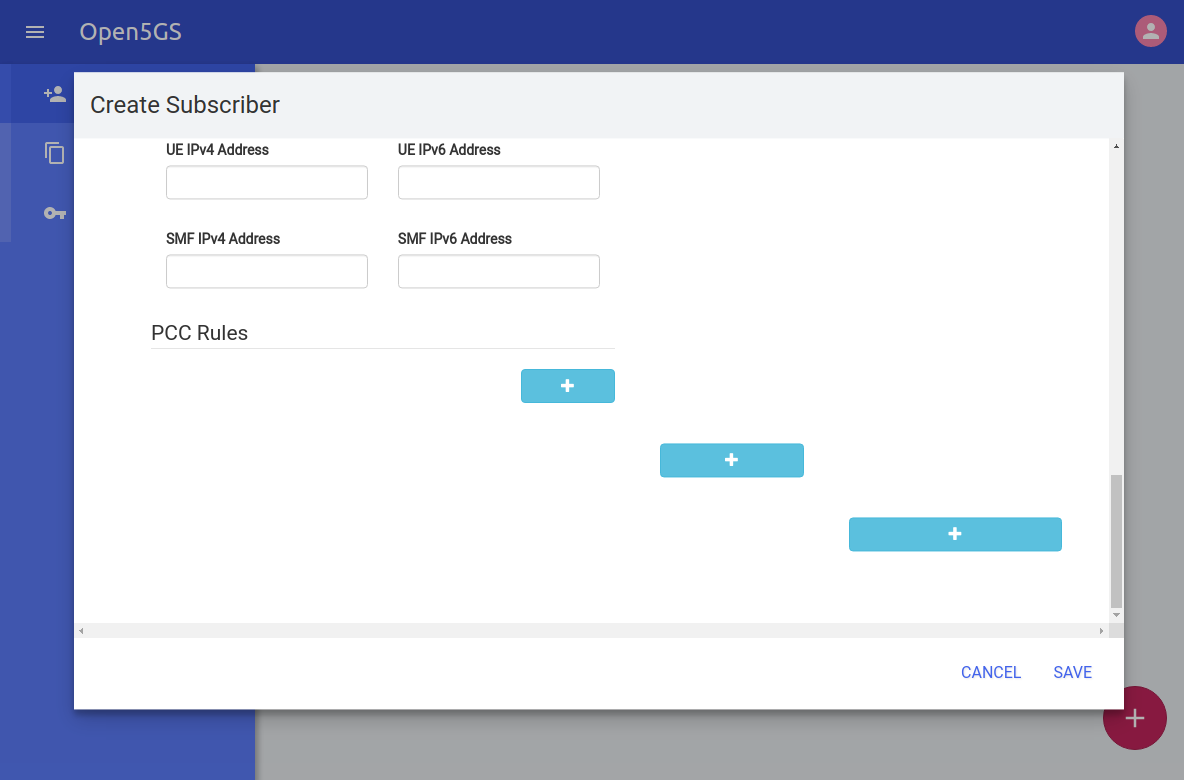 Open5GS
Create Subscriber
UE IPv4 Address UE IPv6 Address
SMF IPv4 Address SMF IPv6 Address
PCC Rules
CANCEL SAVE